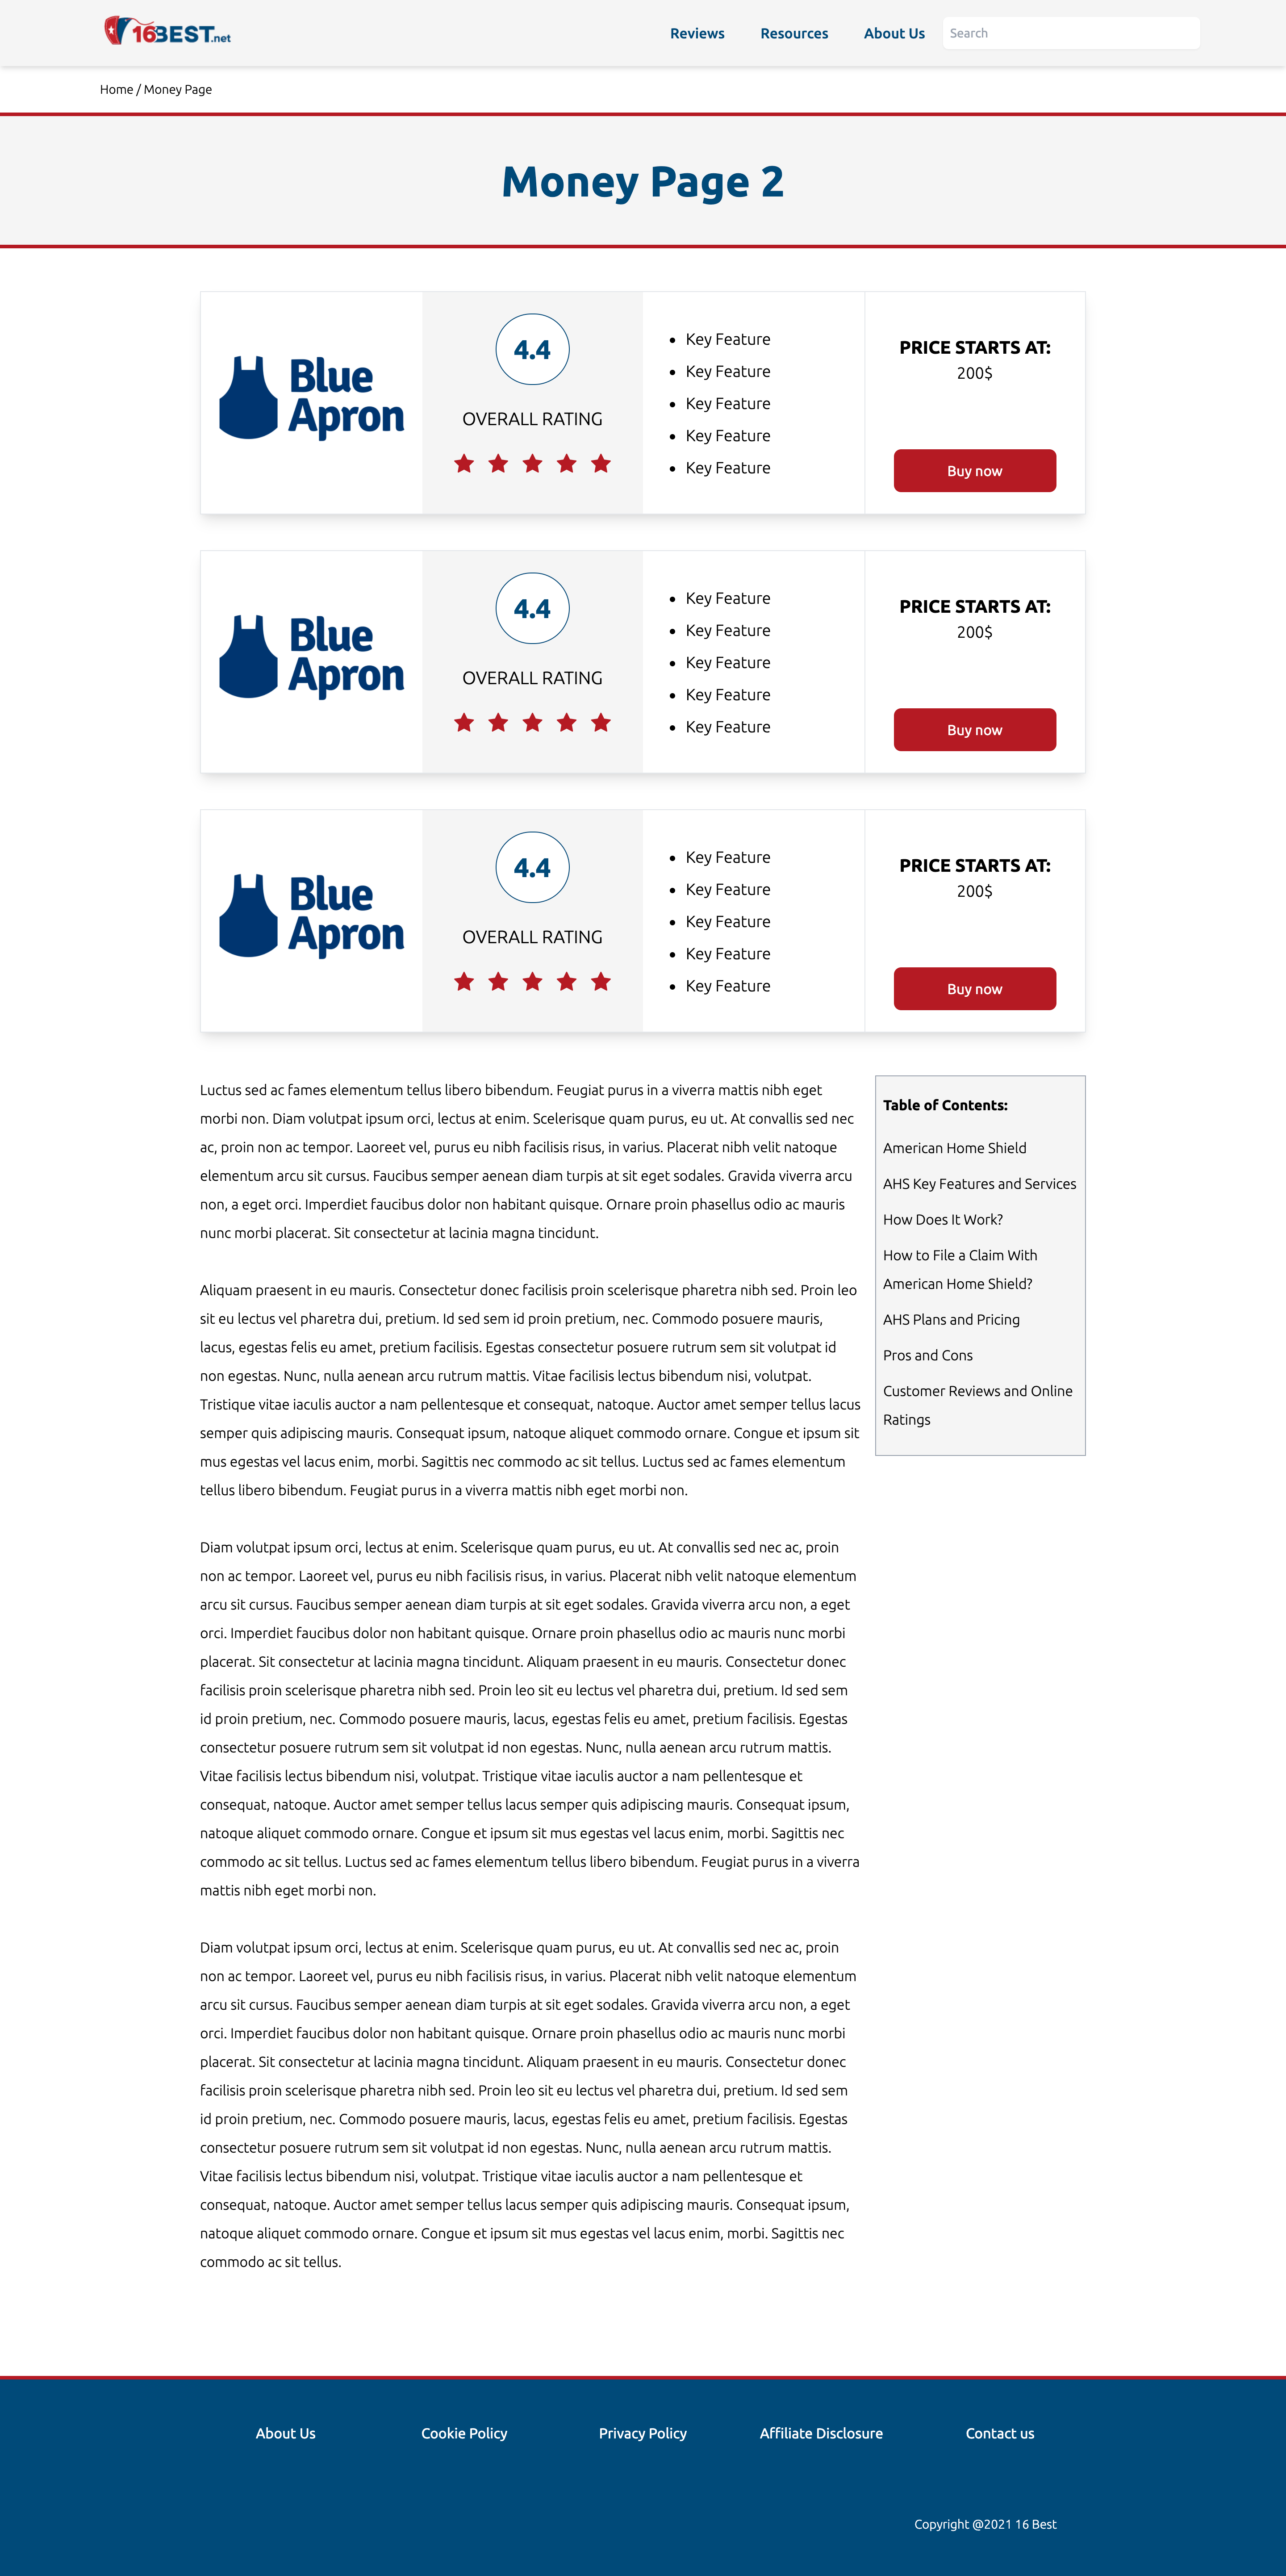 16BEST.net
Reviews
Resources
About Us
Search
Home / Money Page
Money Page 2
Blue
Apron
4.4
OVERALL RATING
Key Feature
Key Feature
Key Feature
Key Feature
Key Feature
PRICE STARTS AT:
200$
Buy now
Blue
Apron
4.4
OVERALL RATING
Key Feature
Key Feature
Key Feature
Key Feature
Key Feature
PRICE STARTS AT:
200$
Buy now
Blue
Apron
4.4
OVERALL RATING
Key Feature
Key Feature
Key Feature
Key Feature
Key Feature
PRICE STARTS AT:
200$
Buy now
Luctus sed ac fames elementum tellus libero bibendum. Feugiat purus in a viverra mattis nibh eget
morbi non. Diam volutpat ipsum orci, lectus at enim. Scelerisque quam purus, eu ut. At convallis sed nec
ac, proin non ac tempor. Laoreet vel, purus eu nibh facilisis risus, in varius. Placerat nibh velit natoque
elementum arcu sit cursus. Faucibus semper aenean diam turpis at sit eget sodales. Gravida viverra arcu
non, a eget orci. Imperdiet faucibus dolor non habitant quisque. Ornare proin phasellus odio ac mauris
nunc morbi placerat. Sit consectetur at lacinia magna tincidunt.
Aliquam praesent in eu mauris. Consectetur donec facilisis proin scelerisque pharetra nibh sed. Proin leo
sit eu lectus vel pharetra dui, pretium. Id sed sem id proin pretium, nec. Commodo posuere mauris,
lacus, egestas felis eu amet, pretium facilisis. Egestas consectetur posuere rutrum sem sit volutpat id
non egestas. Nunc, nulla aenean arcu rutrum mattis. Vitae facilisis lectus bibendum nisi, volutpat.
Tristique vitae iaculis auctor a nam pellentesque et consequat, natoque. Auctor amet semper tellus lacus
semper quis adipiscing mauris. Consequat ipsum, natoque aliquet commodo ornare. Congue et ipsum sit
mus egestas vel lacus enim, morbi. Sagittis nec commodo ac sit tellus. Luctus sed ac fames elementum
tellus libero bibendum. Feugiat purus in a viverra mattis nibh eget morbi non.
Diam volutpat ipsum orci, lectus at enim. Scelerisque quam purus, eu ut. At convallis sed nec ac, proin
non ac tempor. Laoreet vel, purus eu nibh facilisis risus, in varius. Placerat nibh velit natoque elementum
arcu sit cursus. Faucibus semper aenean diam turpis at sit eget sodales. Gravida viverra arcu non, a eget
orci. Imperdiet faucibus dolor non habitant quisque. Ornare proin phasellus odio ac mauris nunc morbi
placerat. Sit consectetur at lacinia magna tincidunt. Aliquam praesent in eu mauris. Consectetur donec
facilisis proin scelerisque pharetra nibh sed. Proin leo sit eu lectus vel pharetra dui, pretium. Id sed sem
id proin pretium, nec. Commodo posuere mauris, lacus, egestas felis eu amet, pretium facilisis. Egestas
consectetur posuere rutrum sem sit volutpat id non egestas. Nunc, nulla aenean arcu rutrum mattis.
Vitae facilisis lectus bibendum nisi, volutpat. Tristique vitae iaculis auctor a nam pellentesque et
consequat, natoque. Auctor amet semper tellus lacus semper quis adipiscing mauris. Consequat ipsum,
natoque aliquet commodo ornare. Congue et ipsum sit mus egestas vel lacus enim, morbi. Sagittis nec
commodo ac sit tellus. Luctus sed ac fames elementum tellus libero bibendum. Feugiat purus in a viverra
mattis nibh eget morbi non.
Diam volutpat ipsum orci, lectus at enim. Scelerisque quam purus, eu ut. At convallis sed nec ac, proin
non ac tempor. Laoreet vel, purus eu nibh facilisis risus, in varius. Placerat nibh velit natoque elementum
arcu sit cursus. Faucibus semper aenean diam turpis at sit eget sodales. Gravida viverra arcu non, a eget
orci. Imperdiet faucibus dolor non habitant quisque. Ornare proin phasellus odio ac mauris nunc morbi
placerat. Sit consectetur at lacinia magna tincidunt. Aliquam praesent in eu mauris. Consectetur donec
facilisis proin scelerisque pharetra nibh sed. Proin leo sit eu lectus vel pharetra dui, pretium. Id sed sem
id proin pretium, nec. Commodo posuere mauris, lacus, egestas felis eu amet, pretium facilisis. Egestas
consectetur posuere rutrum sem sit volutpat id non egestas. Nunc, nulla aenean arcu rutrum mattis.
Vitae facilisis lectus bibendum nisi, volutpat. Tristique vitae iaculis auctor a nam pellentesque et
consequat, natoque. Auctor amet semper tellus lacus semper quis adipiscing mauris. Consequat ipsum,
natoque aliquet commodo ornare. Congue et ipsum sit mus egestas vel lacus enim, morbi. Sagittis nec
commodo ac sit tellus.
Table of Contents:
American Home Shield
AHS Key Features and Services
How Does It Work?
How to File a Claim With
American Home Shield?
AHS Plans and Pricing
Pros and Cons
Customer Reviews and Online
Ratings
About Us
Cookie Policy
Privacy Policy
Affiliate Disclosure
Contact us
Copyright @2021 16 Best